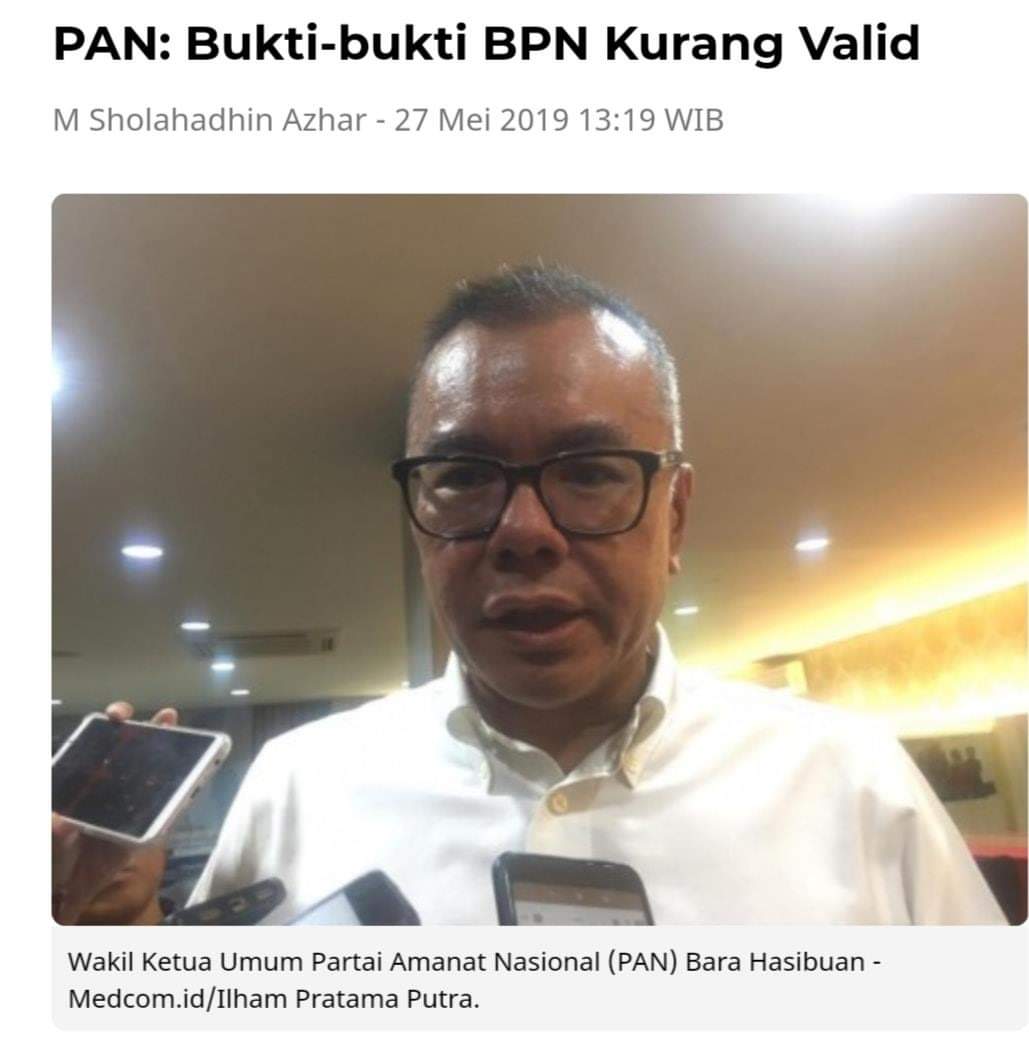 PAN: Bukti-bukti BPN Kurang Valid
M Sholahadhin Azhar - 27 Mei 2019 13:19 WIB
Wakil Ketua Umum Partai Amanat Nasional (PAN) Bara Hasibuan -
Medcom.id/Ilham Pratama Putra.